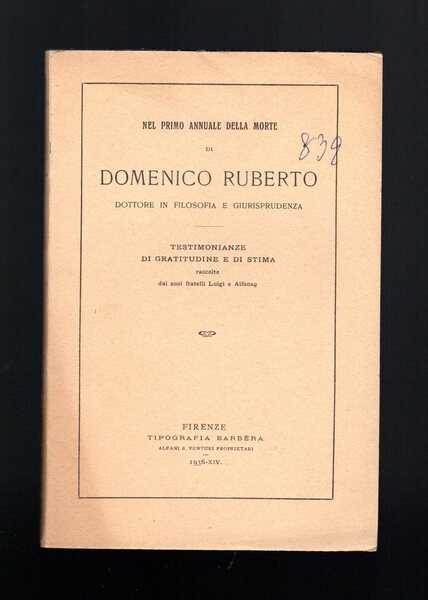 NEL PRIMO ANNUALE DELLA MORTE
DI
839
DOMENICO RUBERTO
DOTTORE IN FILOSOFIA E GIURISPRUDENZA
TESTIMONIANZE
DI GRATITUDINE E DI STIMA
raccolte
dai suoi fratelli Luigi e Alfonso
FIRENZE
TIPOGRAFIA BARBÈRA
ALFANI E VENTURI PROPRIETARI
1936-XIV.